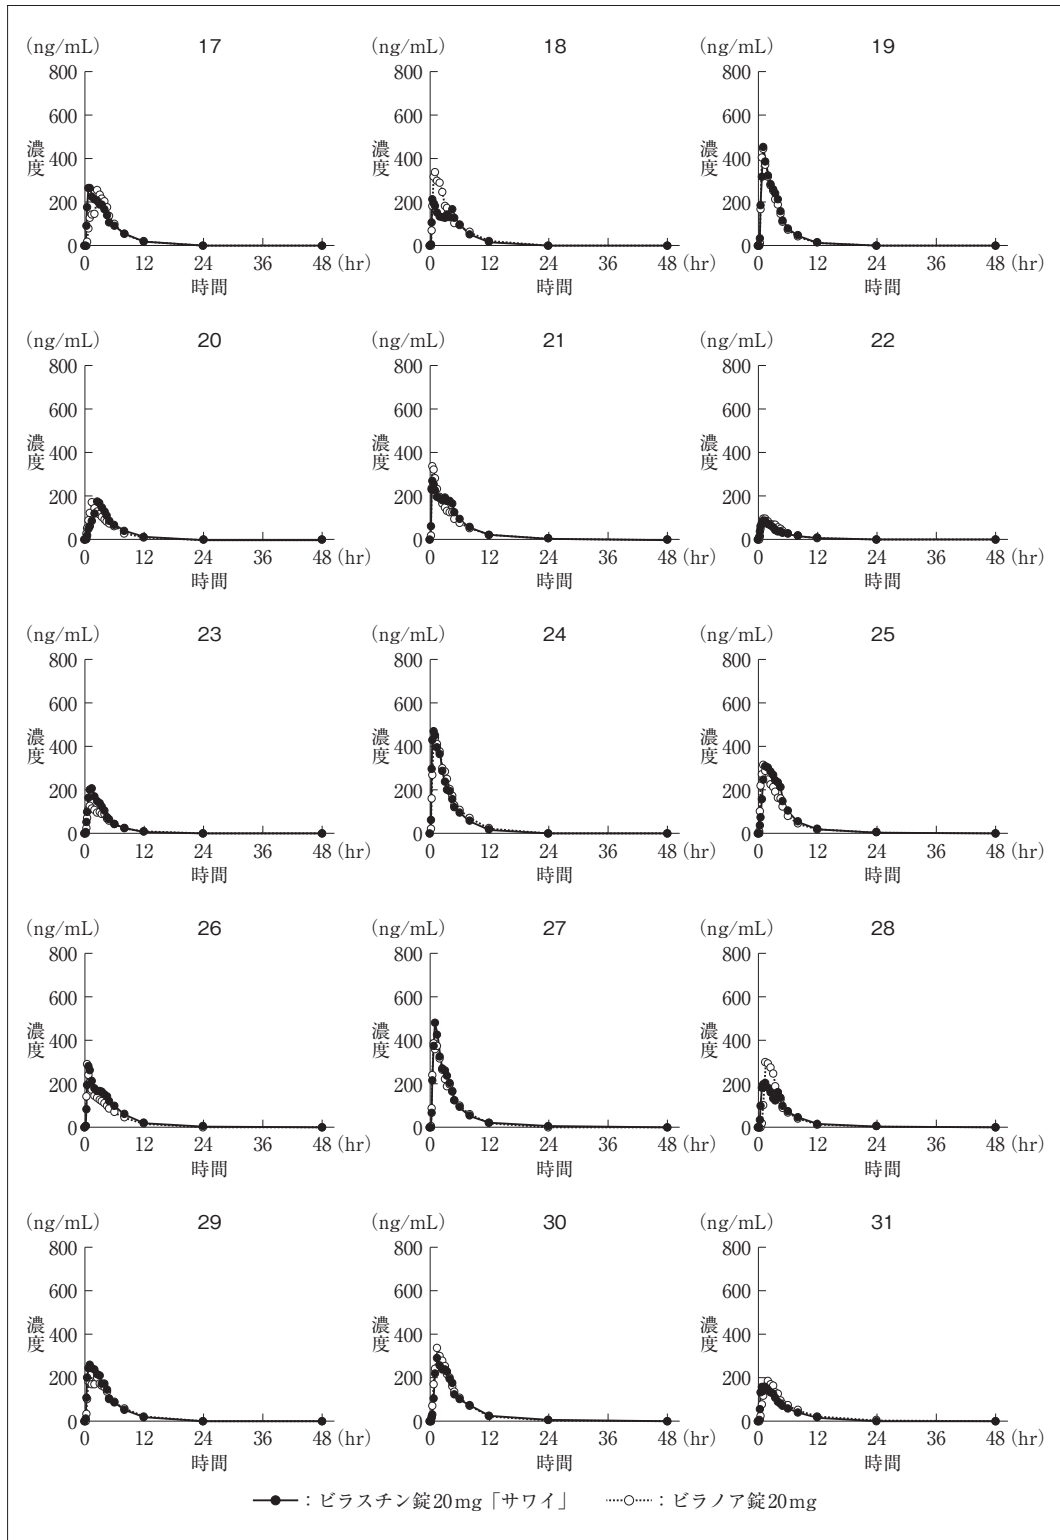 (ng/mL) 17 (ng/mL) 18 (ng/mL) 19
800 800 800
600 600 600
濃度 400 濃度 400 濃度 400
200 200 200
0 0 0
0 12 24 36 48 (hr) 0 12 24 36 48 (hr) 0 12 24 36 48 (hr)
時間 時間 時間
(ng/mL) 20 (ng/mL) 21 (ng/mL) 22
800 800 800
600 600 600
濃度 400 濃度 400 濃度 400
200 200 200
0 0 0
0 12 24 36 48 (hr) 0 12 24 36 48 (hr) 0 12 24 36 48 (hr)
時間 時間 時間
(ng/mL) 23 (ng/mL) 24 (ng/mL) 25
800 800 800
600 600 600
濃度 400 濃度 400 濃度 400
200 200 200
0 0 0
0 12 24 36 48 (hr) 0 12 24 36 48 (hr) 0 12 24 36 48 (hr)
時間 時間 時間
(ng/mL) 26 (ng/mL) 27 (ng/mL) 28
800 800 800
600 600 600
濃度 400 濃度 400 濃度 400
200 200 200
0 0 0
0 12 24 36 48 (hr) 0 12 24 36 48 (hr) 0 12 24 36 48 (hr)
時間 時間 時間
(ng/mL) 29 (ng/mL) 30 (ng/mL) 31
800 800 800
600 600 600
濃度 400 濃度 400 濃度 400
200 200 200
0 0 0
0 12 24 36 48 (hr) 0 12 24 36 48 (hr) 0 12 24 36 48 (hr)
時間 時間 時間
：ビラスチン錠20mg「サワイ」 ：ビラノア錠20mg